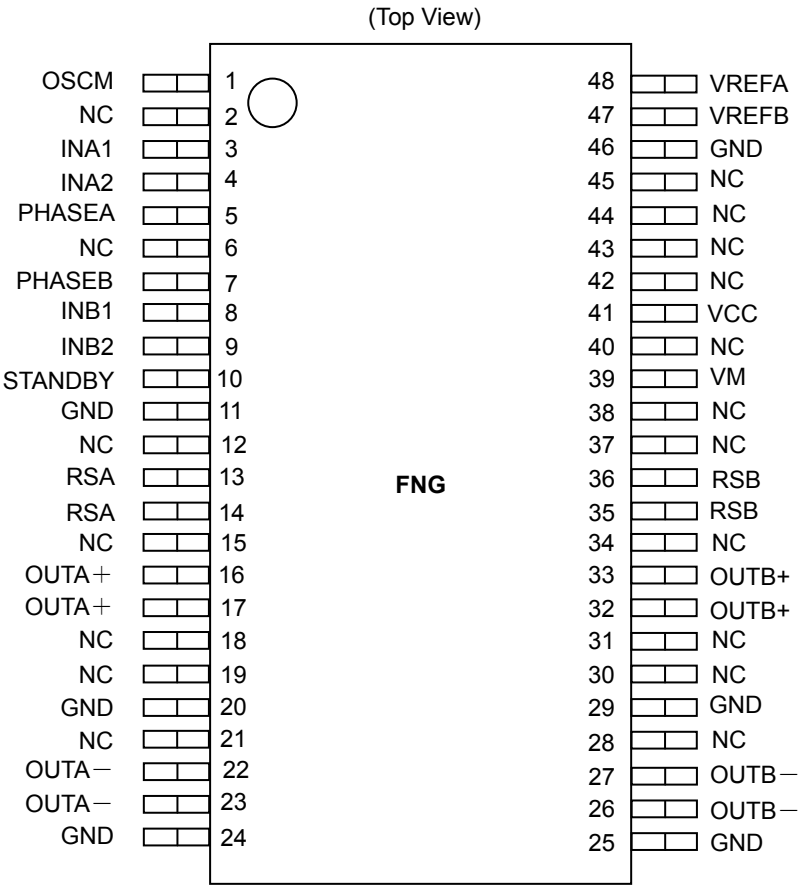 (Top View)
OSCM 1 48 VREFA
NC 2 47 VREFB
INA1 3 46 GND
INA2 4 45 NC
PHASEA 5 44 NC
NC 6 43 NC
PHASEB 7 42 NC
INB1 8 41 VCC
INB2 9 40 NC
STANDBY 10 39 VM
GND 11 38 NC
NC 12 37 NC
RSA 13 36 RSB
FNG
RSA 14 35 RSB
NC 15 34 NC
OUTA+ 16 33 OUTB+
OUTA+ 17 32 OUTB+
NC 18 31 NC
NC 19 30 NC
GND 20 29 GND
NC 21 28 NC
OUTA− 22 27 OUTB−
OUTA− 23 26 OUTB−
GND 24 25 GND